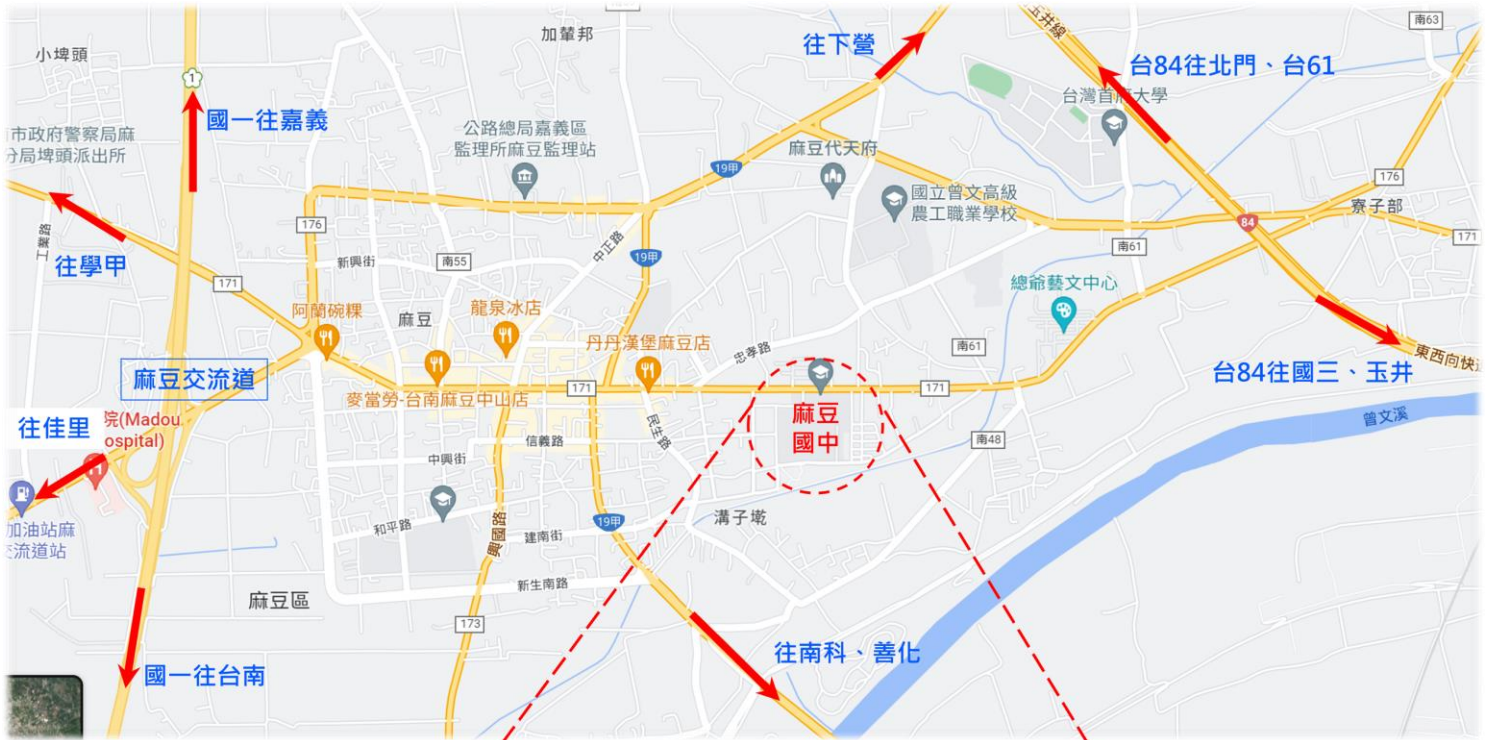 南63
玉井線
加輦邦
往下營
小埤頭
台84往北門、台61
台灣首府大學
1
國一往嘉義
公路總局嘉義區
監理所麻豆監理站
市政府警察局麻
分局埤頭派出所
麻豆代天府
19甲
176
國立曾文高級
農工職業學校
寮子部
176
84
171
工業路
中正路
南61
往學甲
新興街
南55
19甲
171
總爺藝文中心
阿蘭碗粿
麻豆
龍泉冰店
丹丹漢堡麻豆店
忠孝路
南61
東西向快
麻豆交流道
171
171
台84往國三、玉井
麥當勞-台南麻豆中山店
麻豆
國中
曾文溪
往佳里
院(Madou
ospital)
民生路
信義路
南48
中興街
溝子墘
加油站麻
交流道站
和平路
興國路
19甲
建南街
新生南路
麻豆區
173
往南科、善化
國一往台南